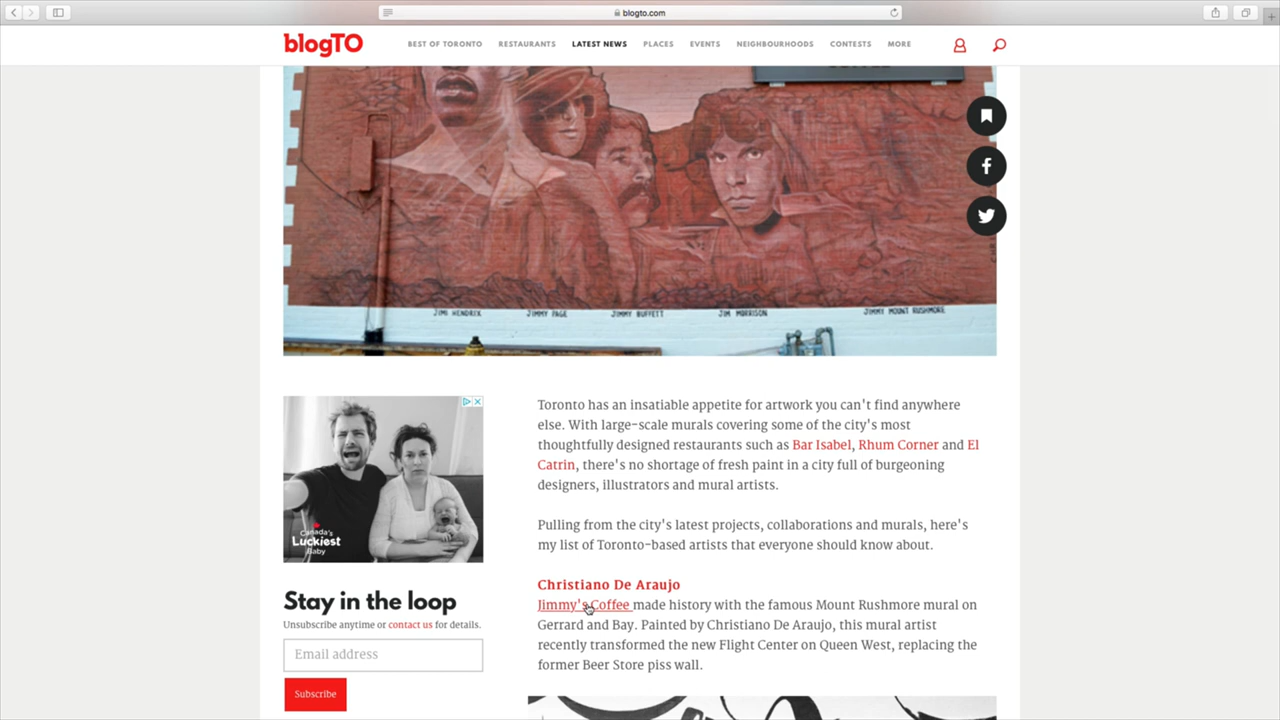 blogto.com
blogTO
BEST OF TORONTO RESTAURANTS LATEST NEWS PLACES EVENTS NEIGHBOURHOODS CONTESTS MORE
JIMI HENDRIX JIMMY PAGE JIMMY BUFFETT JIM MORRISON JIMMY MOUNT RUSHMORE
Toronto has an insatiable appetite for artwork you can't find anywhere
else. With large-scale murals covering some of the city's most
thoughtfully designed restaurants such as Bar Isabel, Rhum Corner and El
Catrin, there's no shortage of fresh paint in a city full of burgeoning
designers, illustrators and mural artists.
Pulling from the city's latest projects, collaborations and murals, here's
my list of Toronto-based artists that everyone should know about.
Christiano De Araujo
Jimmy's Coffee made history with the famous Mount Rushmore mural on
Gerrard and Bay. Painted by Christiano De Araujo, this mural artist
recently transformed the new Flight Center on Queen West, replacing the
former Beer Store piss wall.
Canada's
Luckiest
Baby
Stay in the loop
Unsubscribe anytime or contact us for details.
Email address
Subscribe